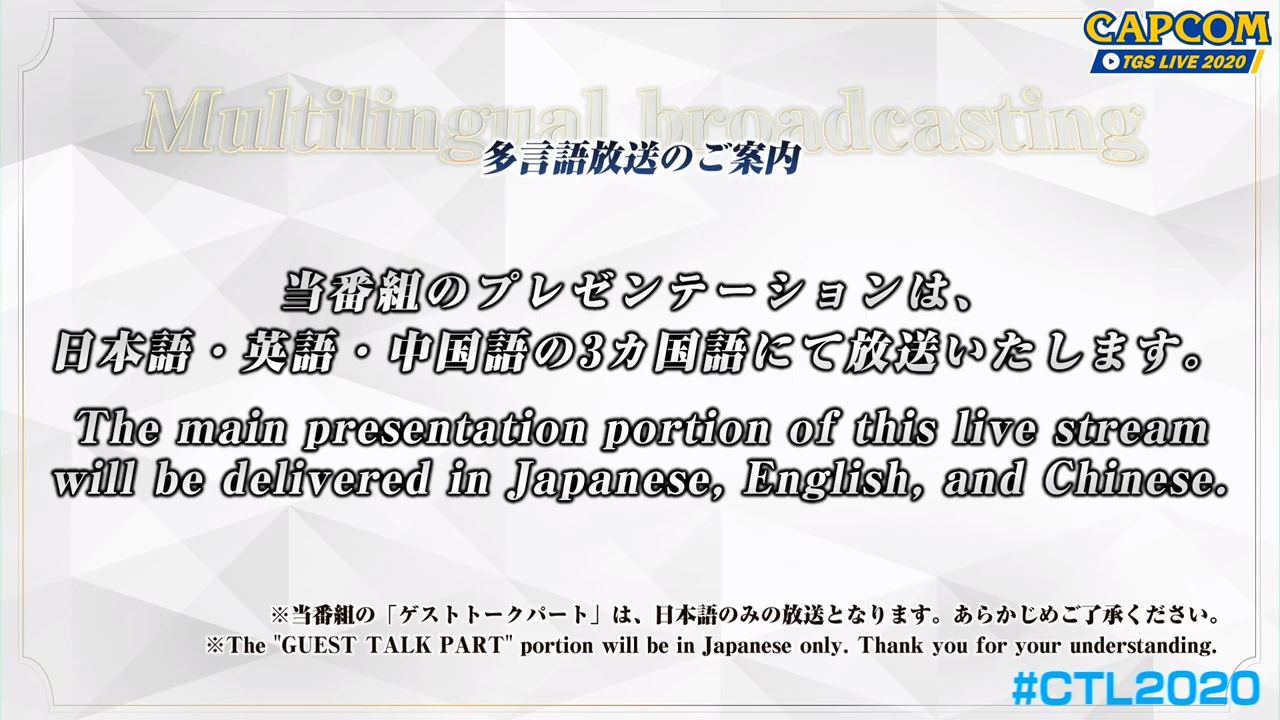 CAPCOM
TGS LIVE 2020
Multilingual broadcasting
多言語放送のご案内
当番組のプレゼンテーションは、
日本語・英語・中国語の3カ国語にて放送いたします。
The main presentation portion of this live stream
will be delivered in Japanese, English, and Chinese.
※当番組の「ゲストトークパート」は、日本語のみの放送となります。あらかじめご了承ください。
※The "GUEST TALK PART" portion will be in Japanese only. Thank you for your understanding.
#CTL2020